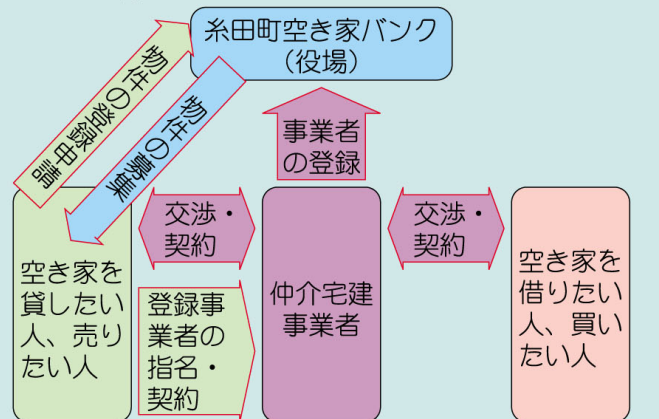 糸田町空き家バンク
（役場）
物件の登録申請
物件の募集
事業者
の登録
交渉・
契約
交渉・
契約
空き家を
貸したい
人、売り
たい人
登録事
業者の
指名・
契約
仲介宅建
事業者
空き家を
借りたい
人、買い
たい人